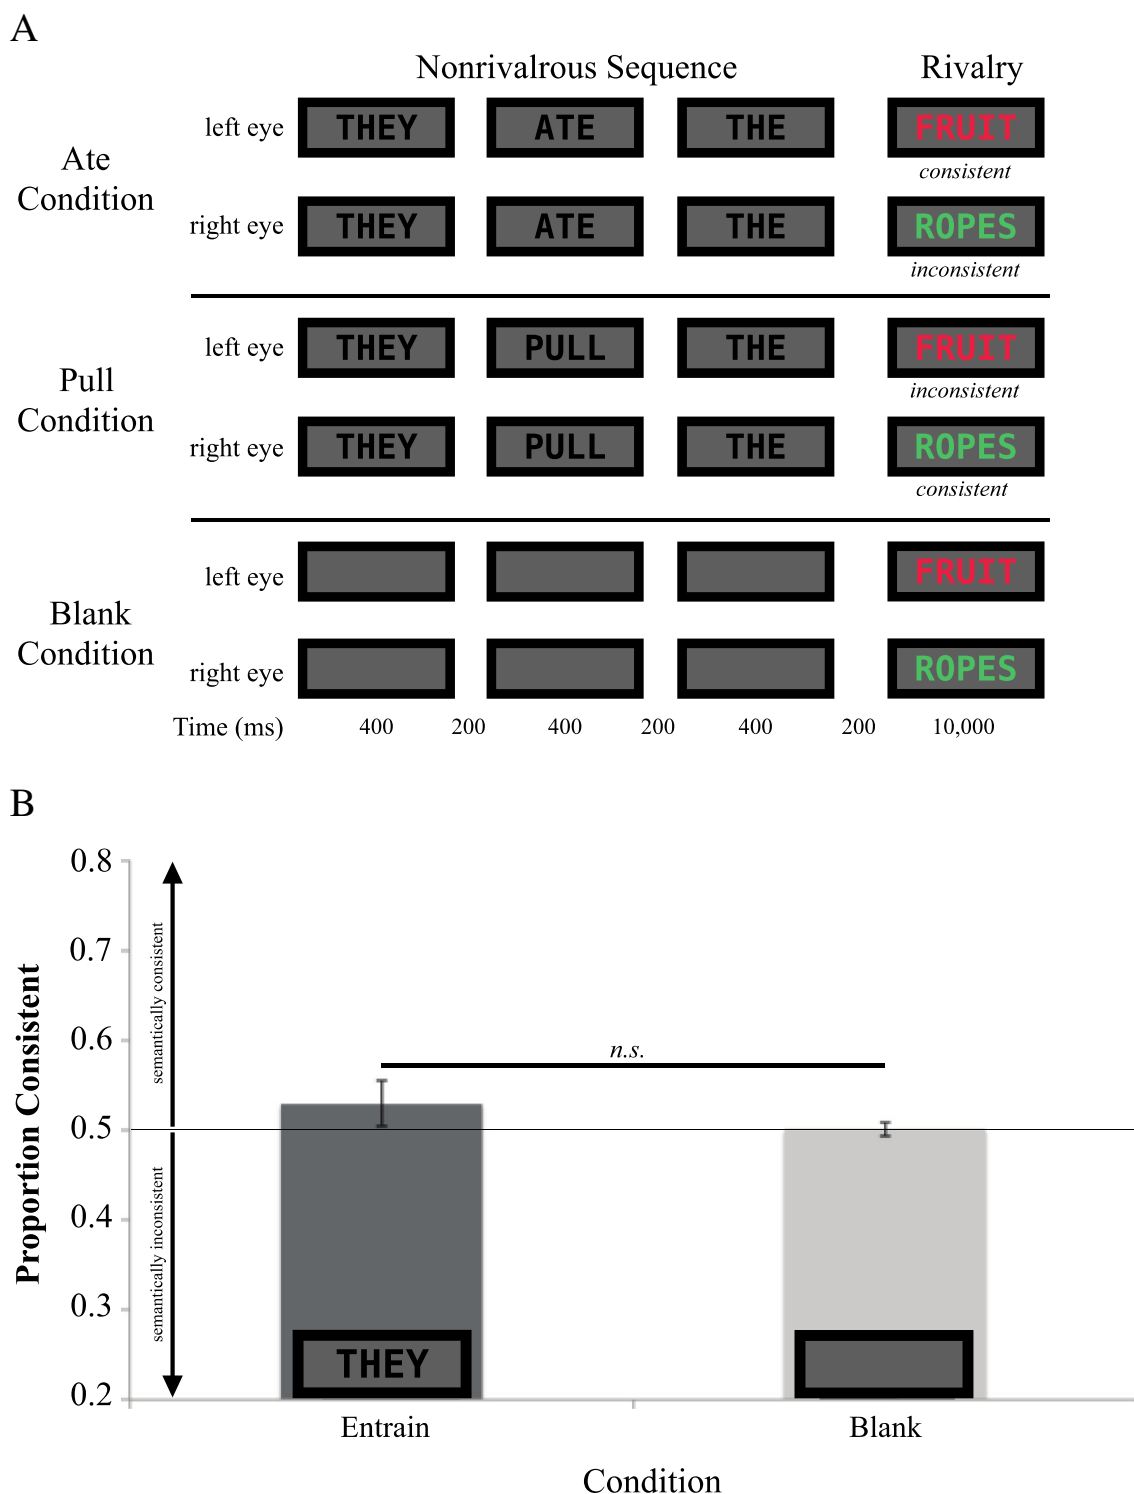 A
Nonrivalrous Sequence Rivalry
left eye THEY ATE THE FRUIT
consistent
Ate
Condition
right eye THEY ATE THE ROPES
inconsistent
left eye THEY PULL THE FRUIT
inconsistent
Pull
Condition
right eye THEY PULL THE ROPES
consistent
left eye FRUIT
Blank
Condition
right eye ROPES
Time (ms) 400 200 400 200 400 200 10,000
B
Proportion Consistent
0.8
0.7
0.6
0.5
0.4
0.3
0.2
semantically consistent
semantically inconsistent
n.s.
THEY
Entrain Blank
Condition